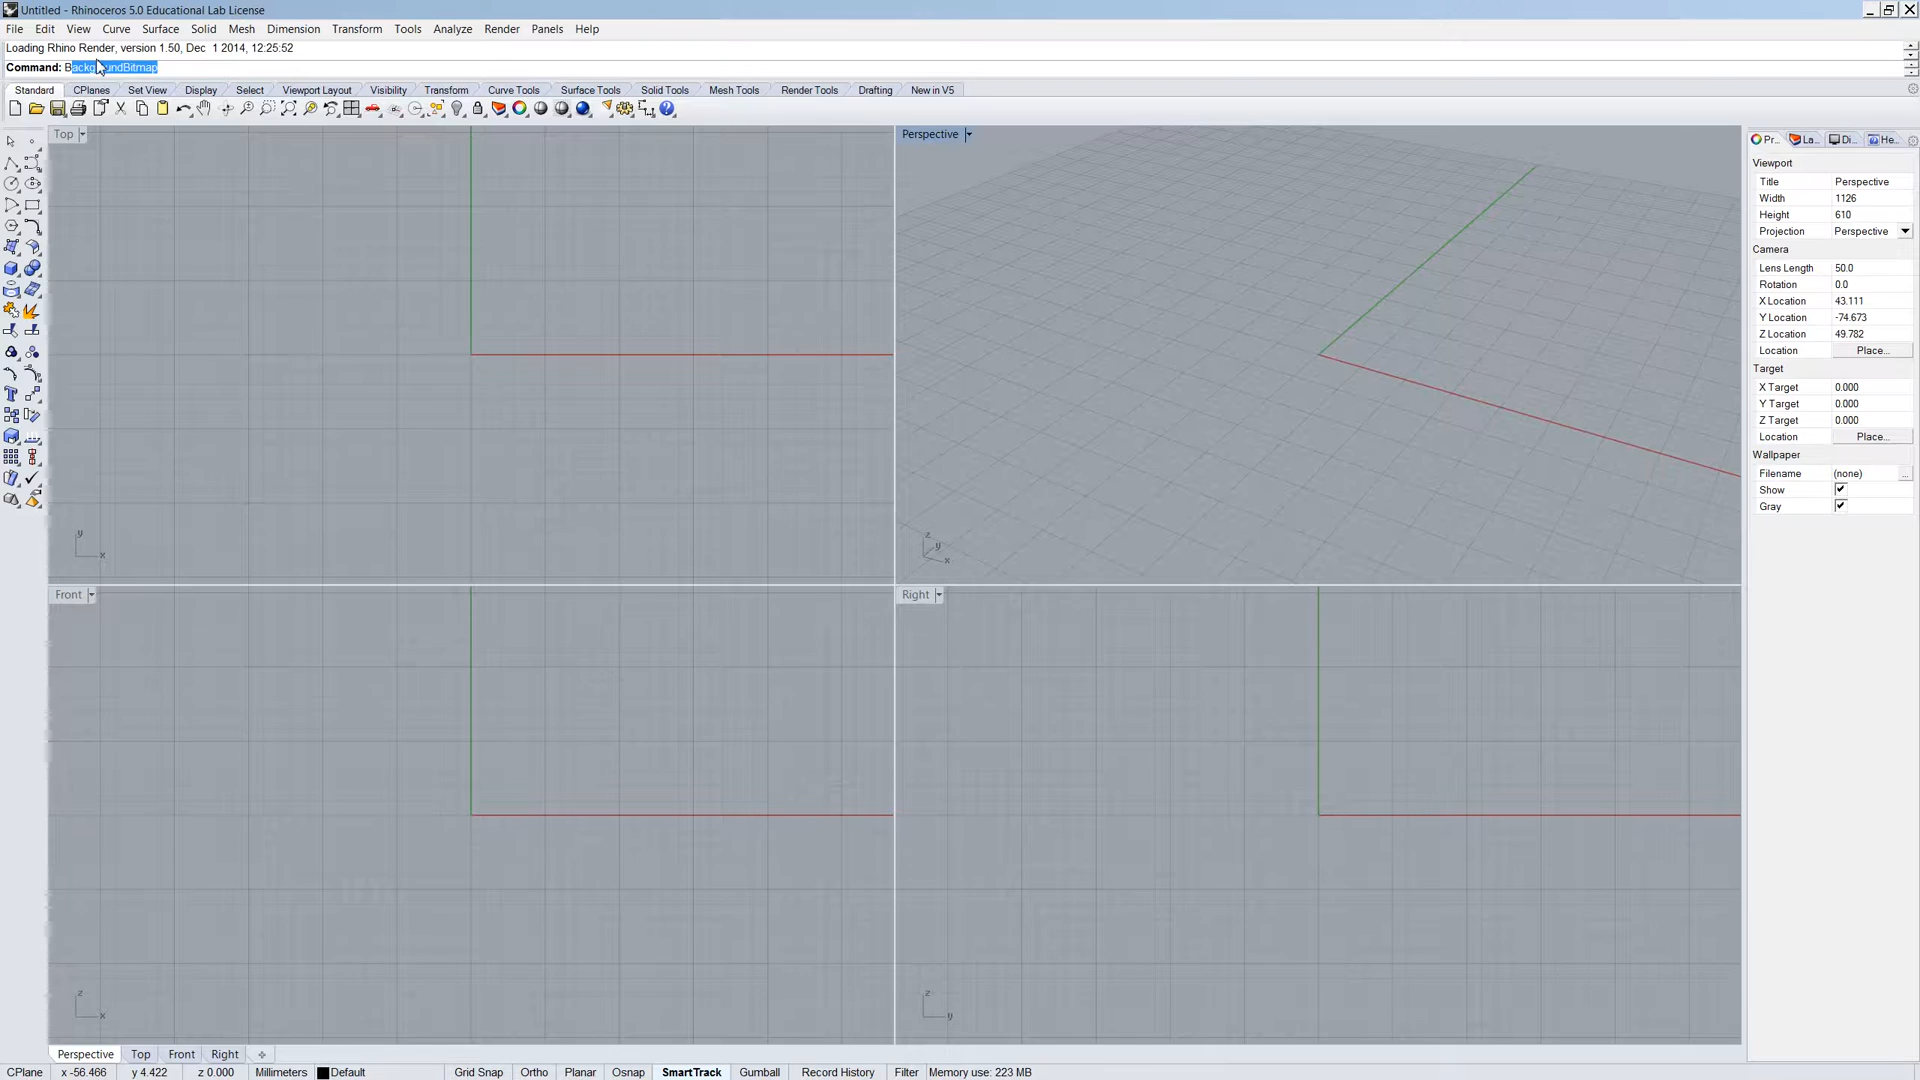 Untitled - Rhinoceros 5.0 Educational Lab License
File Edit View Curve Surface Solid Mesh Dimension Transform Tools Analyze Render Panels Help
Loading Rhino Render, version 1.50, Dec 1 2014, 12:25:52
Command: BackgroundBitmap
Standard CPlanes Set View Display Select Viewport Layout Visibility Transform Curve Tools Surface Tools Solid Tools Mesh Tools Render Tools Drafting New in V5
Top
Perspective
Pr... La... Di... He...
Viewport
Title Perspective
Width 1126
Height 610
Projection Perspective
Camera
Lens Length 50.0
Rotation 0.0
X Location 43.111
Y Location -74.673
Z Location 49.782
Location Place...
Target
X Target 0.000
Y Target 0.000
Z Target 0.000
Location Place...
Wallpaper
Filename (none) ...
Show
Gray
y
x
z
y
x
Front
Right
z
x
z
y
Perspective Top Front Right
CPlane x -56.466 y 4.422 z 0.000 Millimeters Default Grid Snap Ortho Planar Osnap SmartTrack Gumball Record History Filter Memory use: 223 MB